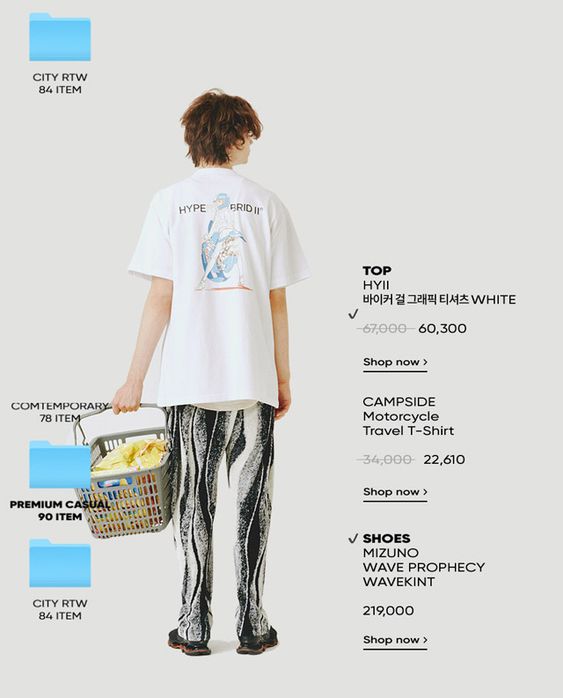 CITY RTW
84 ITEM
HYPE BRID II®
TOP
HYII
바이커 걸 그래픽 티셔츠 WHITE
67,000 60,300
Shop now >
CAMPSIDE
Motorcycle
Travel T-Shirt
34,000 22,610
Shop now >
COMTEMPORARY
78 ITEM
PREMIUM CASUAL
90 ITEM
SHOES
MIZUNO
WAVE PROPHECY
WAVEKINT
219,000
Shop now >
CITY RTW
84 ITEM